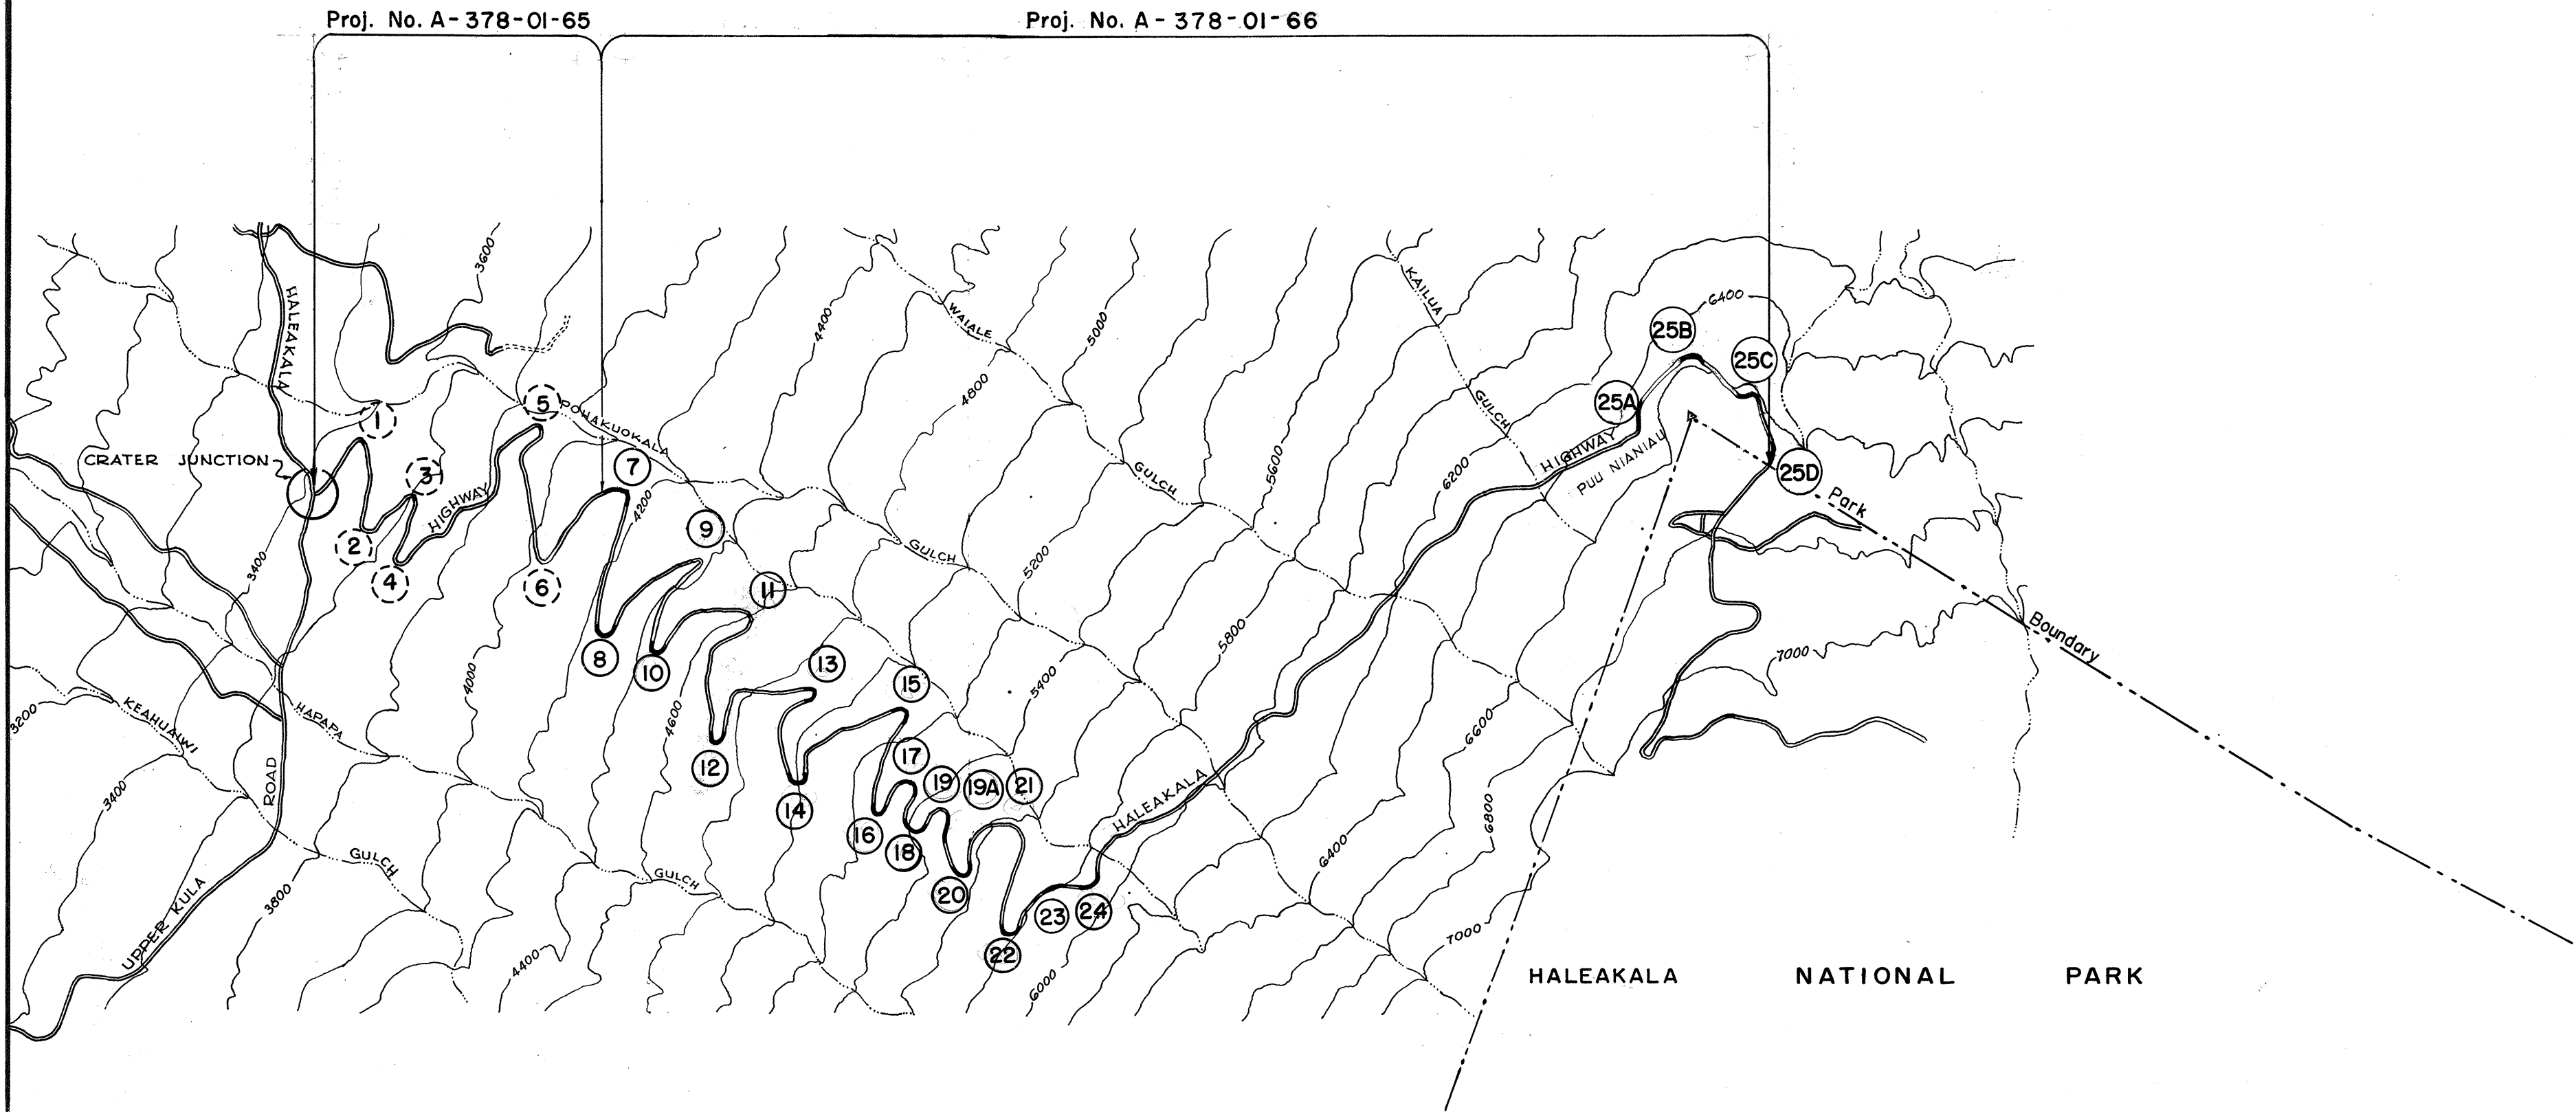 Proj. No. A-378-01-65
Proj. No. A-378-01-66
3600
HALEAKALA
KAILUA
6400
WAIALE
4400
5000
25B
25C
4800
25A
5
1
POHAKUOKALA
GULCH
HIGHWAY
PUU NIANIAU
CRATER JUNCTION
3
7
5600
6200
GULCH
25D
Park
HIGHWAY
4200
2
9
3400
GULCH
4
6
5200
11
Boundary
8
10
13
5800
7000
4000
15
5400
3200
KEAHUAIWI
HAPAPA
4600
6600
12
17
ROAD
19
19A
21
3400
14
HALEAKALA
16
18
6800
6400
GULCH
GULCH
20
3800
UPPER KULA
23
24
7000
22
4400
6000
HALEAKALA NATIONAL PARK